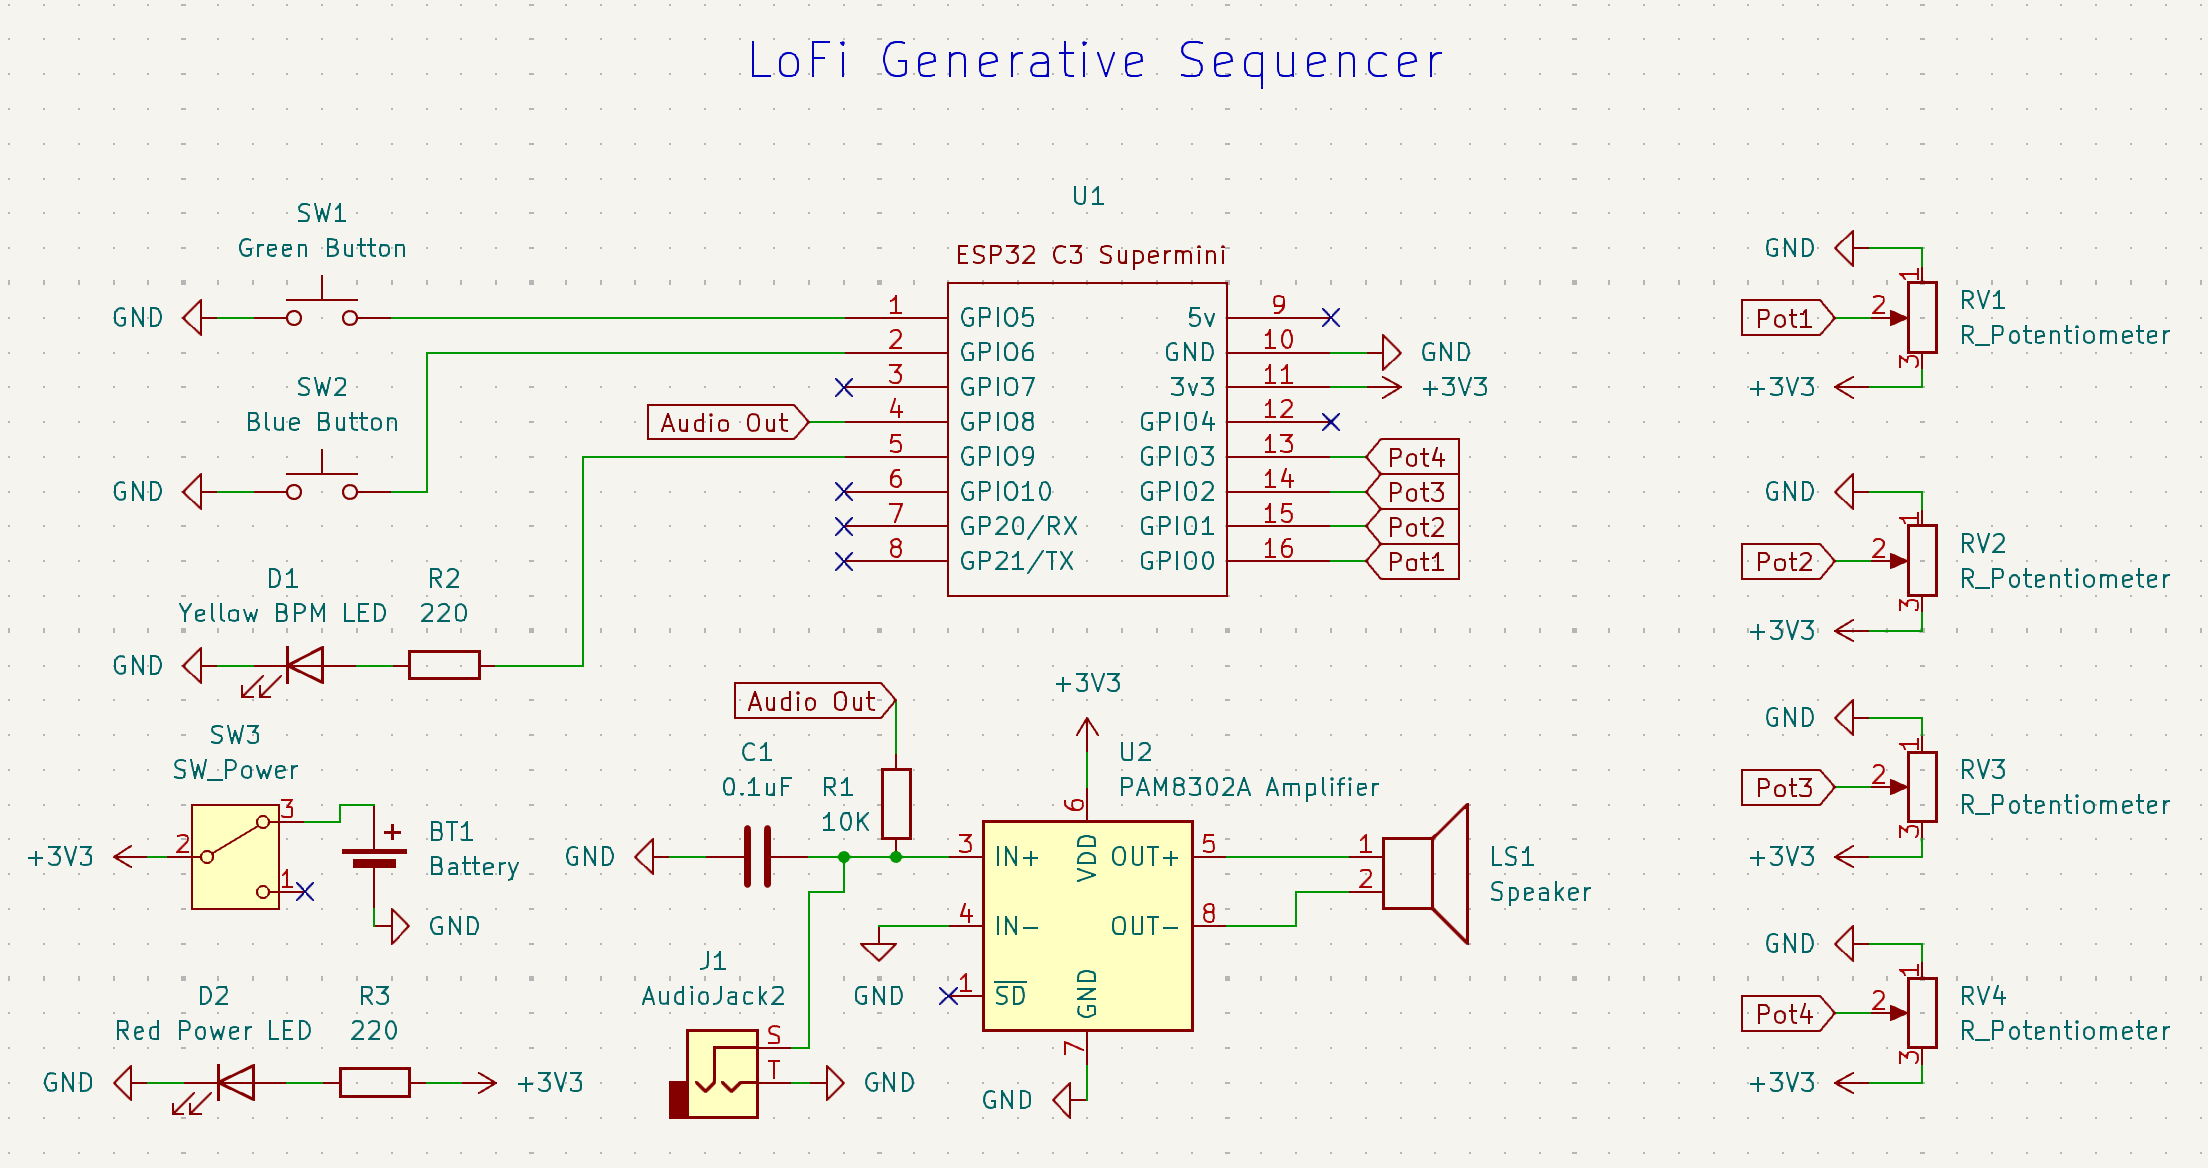 LoFi Generative Sequencer
SW1
Green Button
GND
SW2
Blue Button
GND
D1
Yellow BPM LED
R2
220
GND
SW3
SW_Power
+3V3
2
3
1
+
BT1
Battery
GND
D2
Red Power LED
R3
220
GND
+3V3
U1
ESP32 C3 Supermini
1 GPIO5
2 GPIO6
3 GPIO7
Audio Out 4 GPIO8
5 GPIO9
6 GPIO10
7 GP20/RX
8 GP21/TX
5v 9
GND 10 GND
3v3 11 +3V3
GPIO4 12
GPIO3 13 Pot4
GPIO2 14 Pot3
GPIO1 15 Pot2
GPIO0 16 Pot1
Audio Out
C1
0.1uF
R1
10K
GND
+3V3
U2
PAM8302A Amplifier
6
VDD
3 IN+
4 IN-
GND
1 SD
OUT+ 5
OUT- 8
GND
7
GND
1
2
LS1
Speaker
J1
AudioJack2
S
T
GND
GND
1
Pot1
2
3
+3V3
RV1
R_Potentiometer
GND
1
Pot2
2
3
+3V3
RV2
R_Potentiometer
GND
1
Pot3
2
3
+3V3
RV3
R_Potentiometer
GND
1
Pot4
2
3
+3V3
RV4
R_Potentiometer